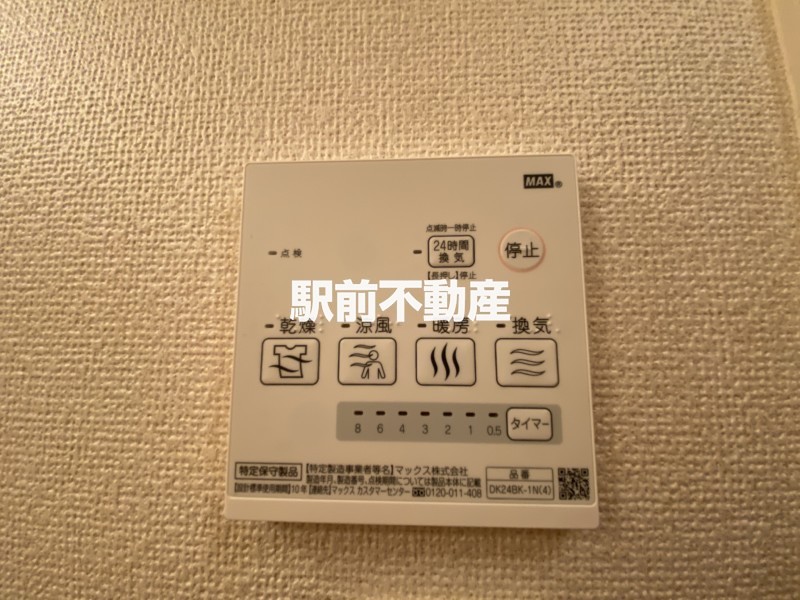 MAX®
点滅時一時停止
点検
24時間
換気
停止
【長押し】停止
駅前不動産
乾燥 涼風 暖房 換気
8 6 4 3 2 1 0.5 タイマー
特定保守製品 【特定製造事業者等名】マックス株式会社
製造年月、製造番号、点検期間については製品本体に記載
【設計標準使用期間】10年【連絡先】マックス カスタマーセンター 0120-011-408
品番
DK24BK-1N(4)